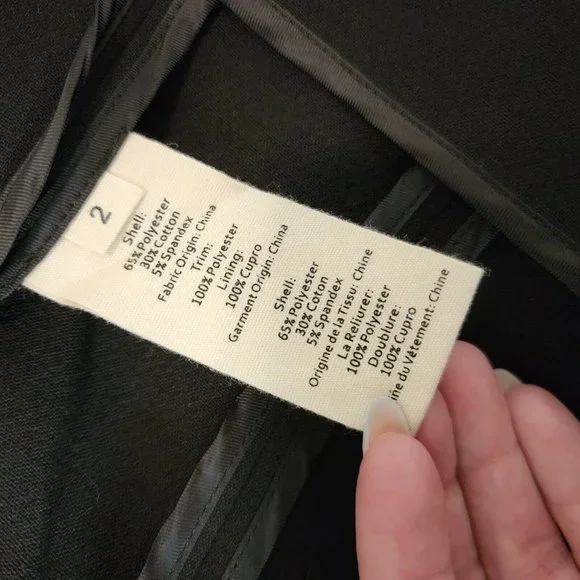 2
Shell:
65% Polyester
30% Cotton
5% Spandex
Fabric Origin: China
Trim:
100% Polyester
Lining:
100% Cupro
Garment Origin: China
Shell:
65% Polyester
30% Coton
5% Spandex
Origine de la Tissu: Chine
La Reliurer:
100% Polyester
Doublure:
100% Cupro
ine du Vêtement: Chine